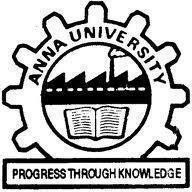 ANNA UNIVERSITY
PROGRESS THROUGH KNOWLEDGE